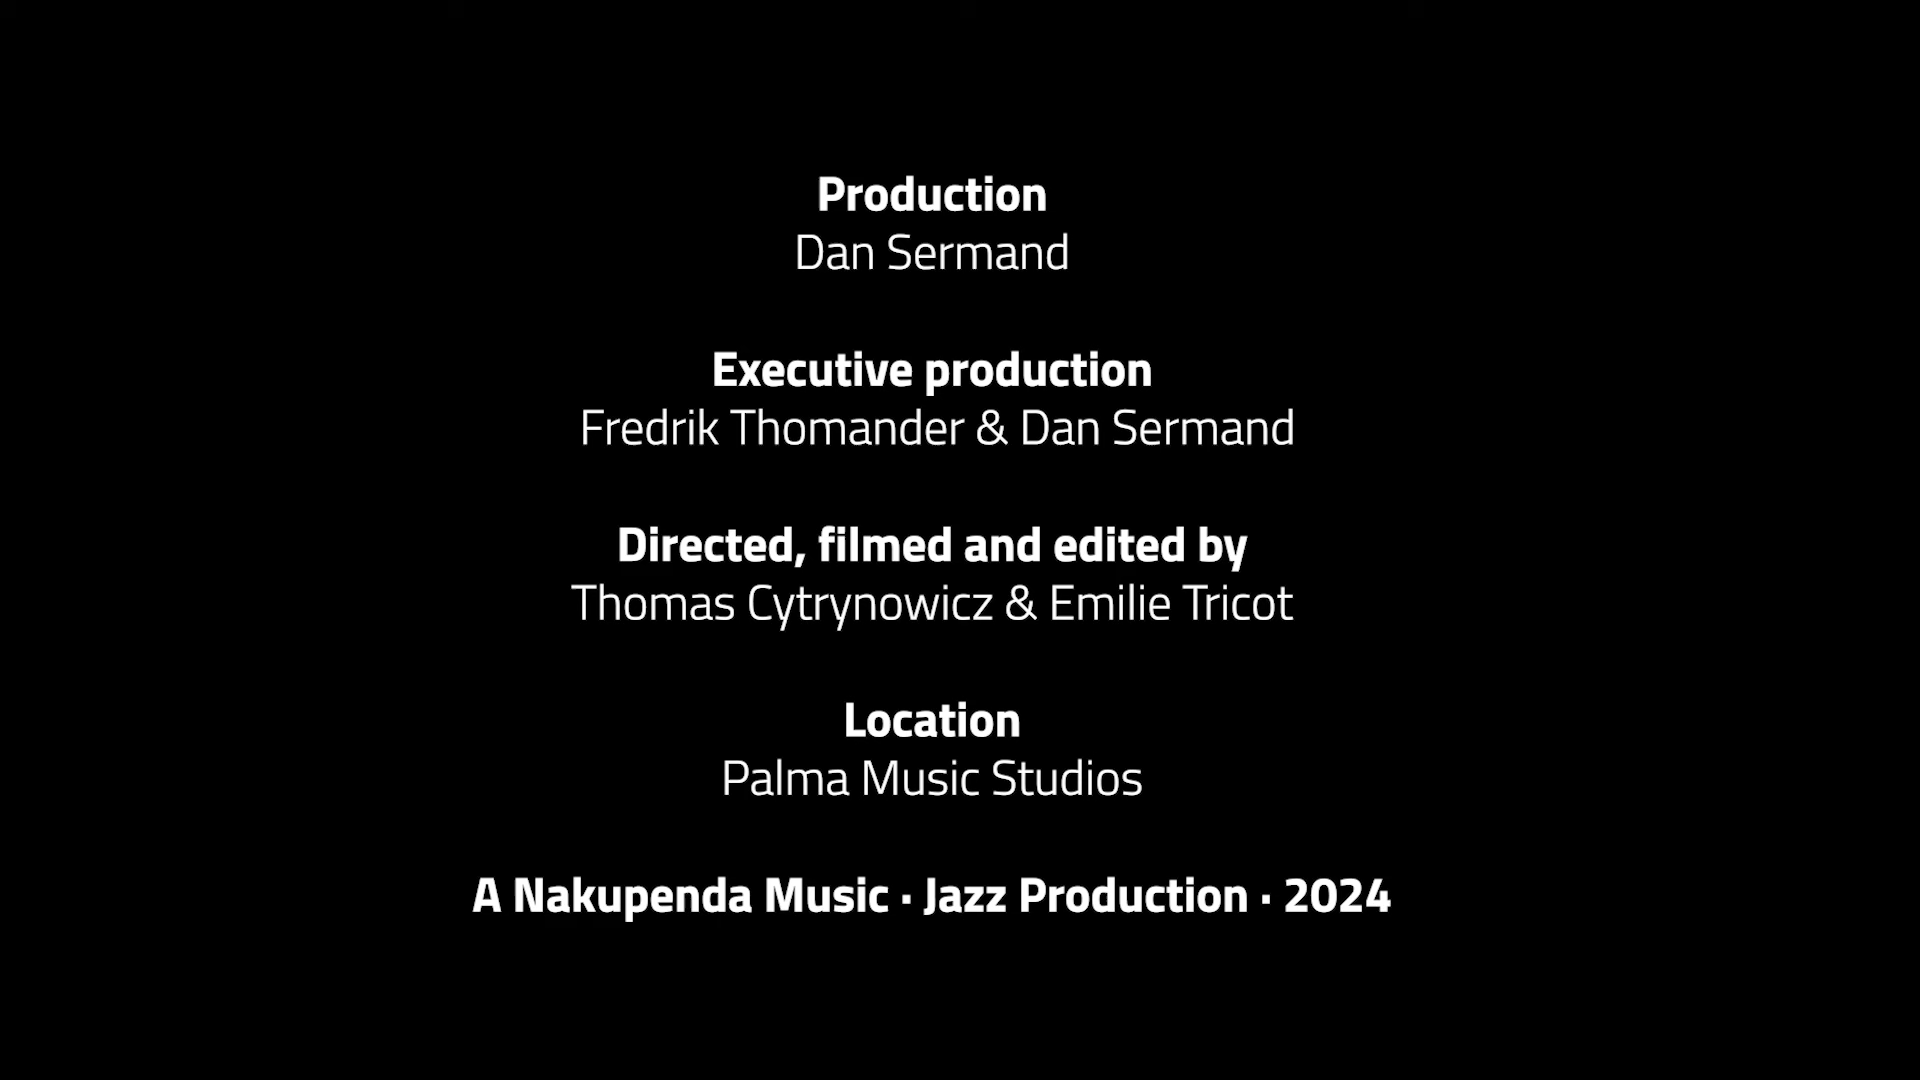 Production
Dan Sermand
Executive production
Fredrik Thomander & Dan Sermand
Directed, filmed and edited by
Thomas Cytrynowicz & Emilie Tricot
Location
Palma Music Studios
A Nakupenda Music · Jazz Production · 2024